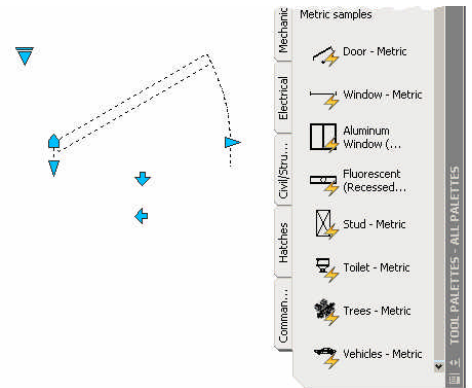 Metric samples
Door - Metric
Window - Metric
Aluminum
Window (...
Fluorescent
(Recessed...
Stud - Metric
Toilet - Metric
Trees - Metric
Vehicles - Metric
Mechanic
Electrical
Civil/Stru...
Hatches
Comman...
TOOL PALETTES - ALL PALETTES